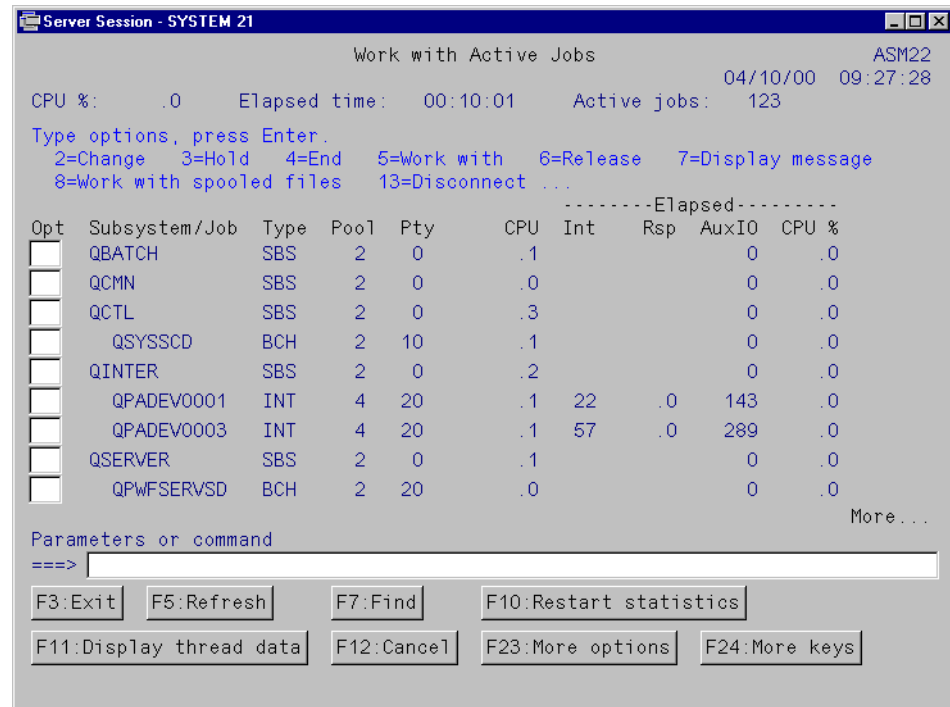 Server Session - SYSTEM 21
Work with Active Jobs ASM22
04/10/00 09:27:28
CPU %: .0 Elapsed time: 00:10:01 Active jobs: 123
Type options, press Enter.
2=Change 3=Hold 4=End 5=Work with 6=Release 7=Display message
8=Work with spooled files 13=Disconnect ...
--------Elapsed---------
Opt Subsystem/Job Type Pool Pty CPU Int Rsp AuxIO CPU %
QBATCH SBS 2 0 .1 0 .0
QCMN SBS 2 0 .0 0 .0
QCTL SBS 2 0 .3 0 .0
QSYSSCD BCH 2 10 .1 0 .0
QINTER SBS 2 0 .2 0 .0
QPADEV0001 INT 4 20 .1 22 .0 143 .0
QPADEV0003 INT 4 20 .1 57 .0 289 .0
QSERVER SBS 2 0 .1 0 .0
QPWFSERVSD BCH 2 20 .0 0 .0
More...
Parameters or command
===>
F3:Exit F5:Refresh F7:Find F10:Restart statistics
F11:Display thread data F12:Cancel F23:More options F24:More keys